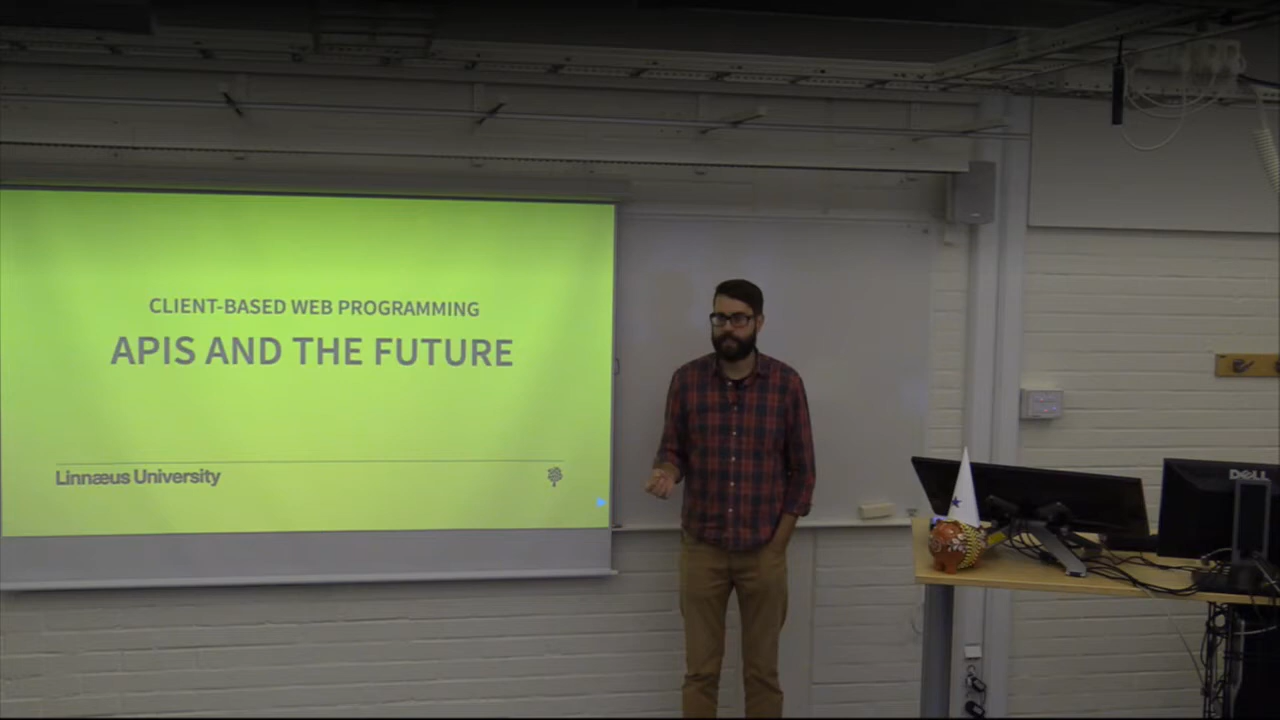 CLIENT-BASED WEB PROGRAMMING
APIS AND THE FUTURE
Linnæus University
DELL